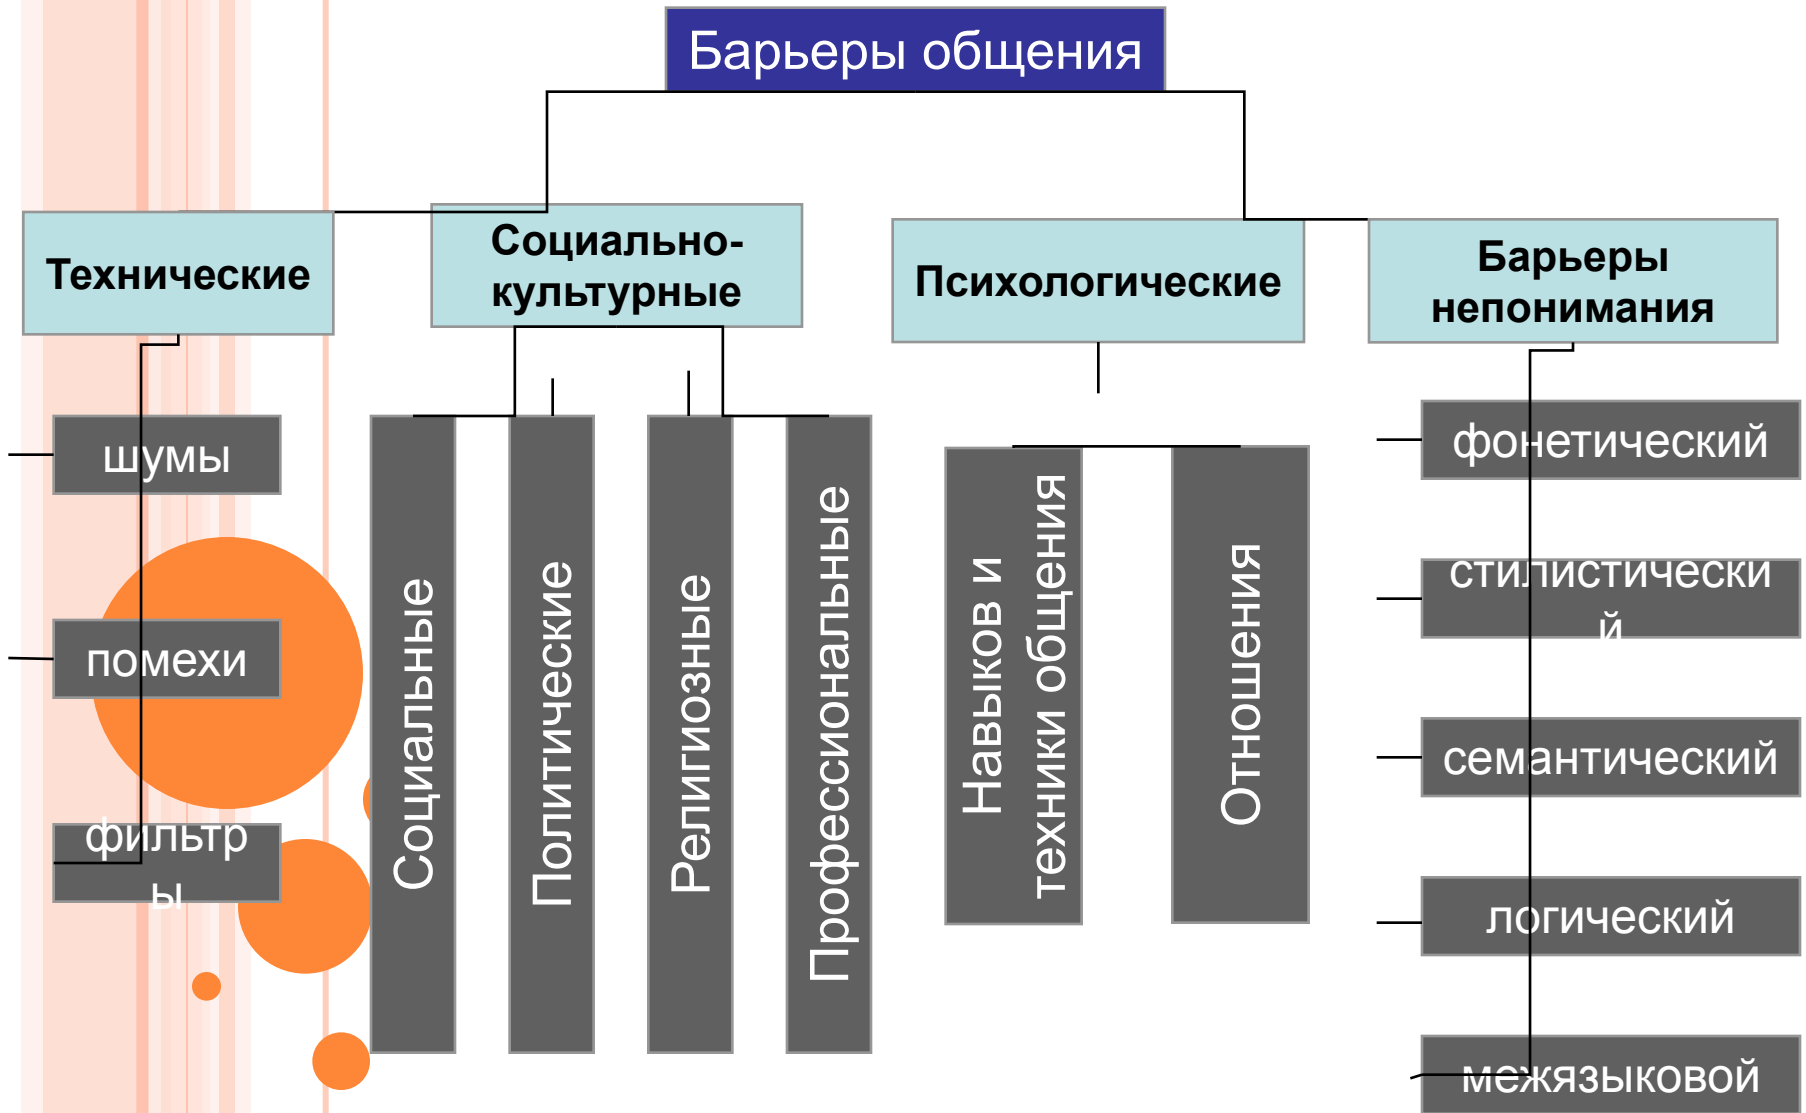 Барьеры общения
Технические
Социально-
культурные
Психологические
Барьеры
непонимания
шумы
помехи
фильтр
ы
Социальные
Политические
Религиозные
Профессиональные
Навыков и
техники общения
Отношения
фонетический
стилистически
й
семантический
логический
межязыковой